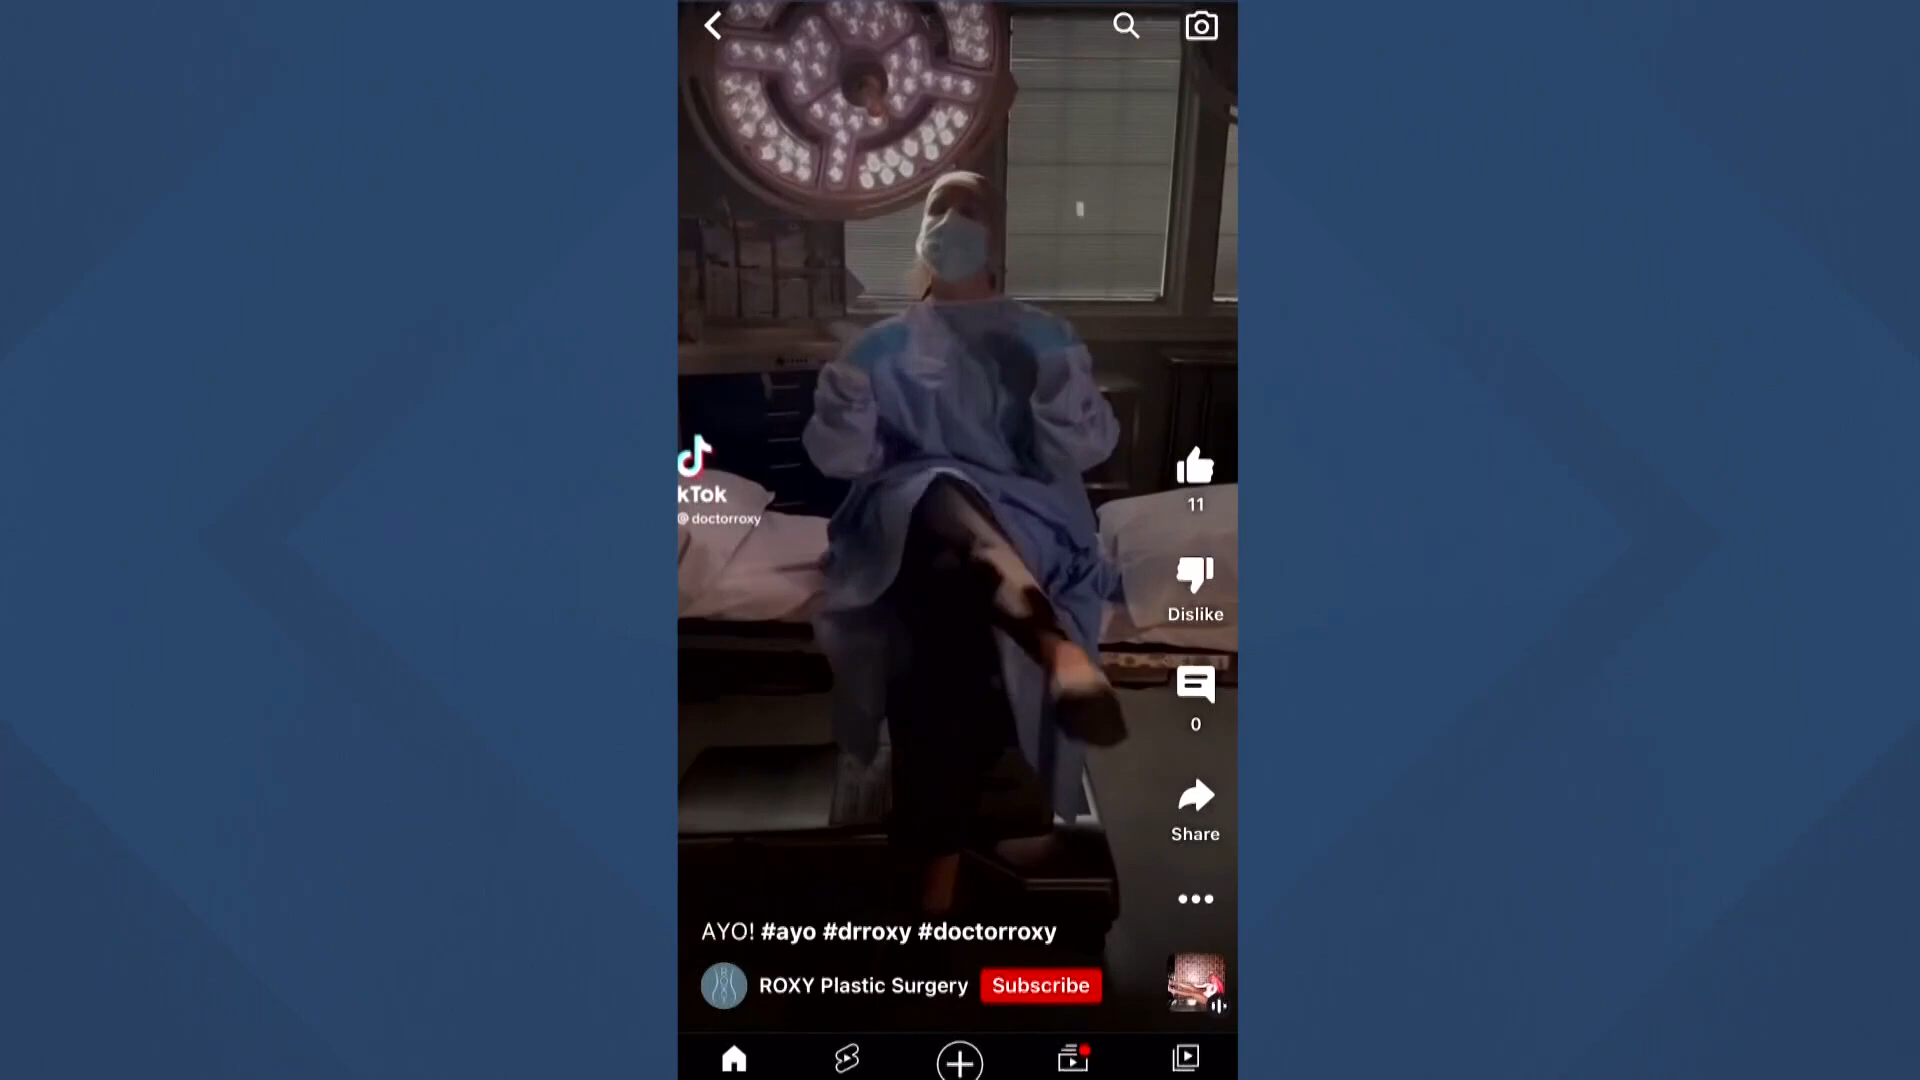 kTok
@doctorroxy
11
Dislike
0
Share
AYO! #ayo #drroxy #doctorroxy
ROXY Plastic Surgery
Subscribe